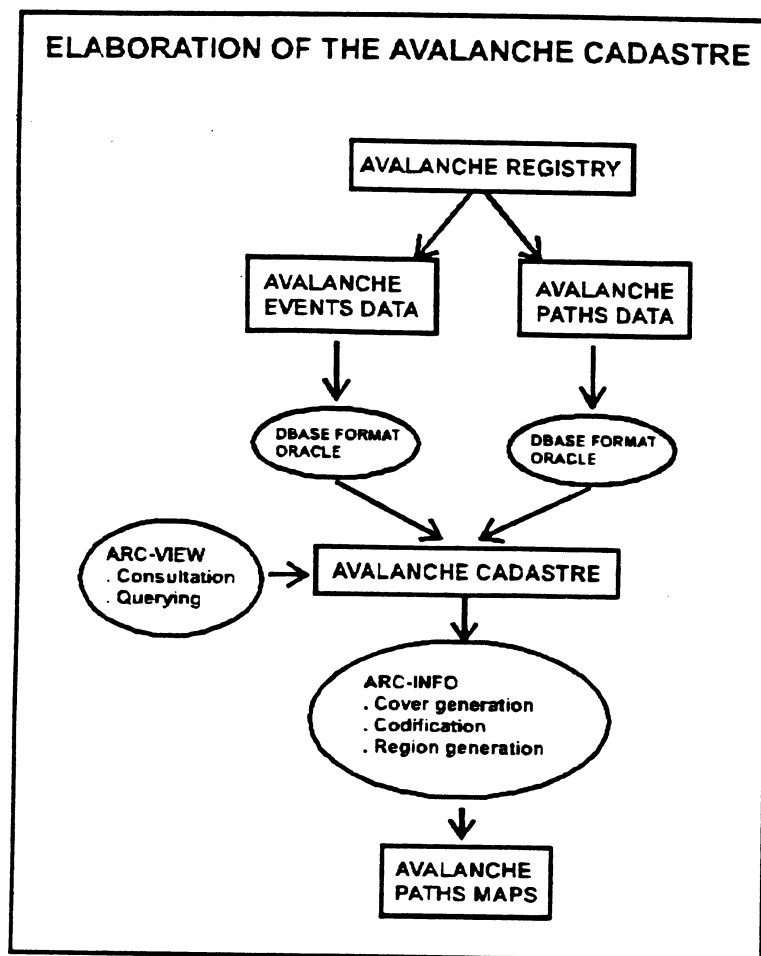 ELABORATION OF THE AVALANCHE CADASTRE
AVALANCHE REGISTRY
AVALANCHE
EVENTS DATA
AVALANCHE
PATHS DATA
DBASE FORMAT
ORACLE
DBASE FORMAT
ORACLE
ARC-VIEW
. Consultation
. Querying
AVALANCHE CADASTRE
ARC-INFO
. Cover generation
. Codification
. Region generation
AVALANCHE
PATHS MAPS